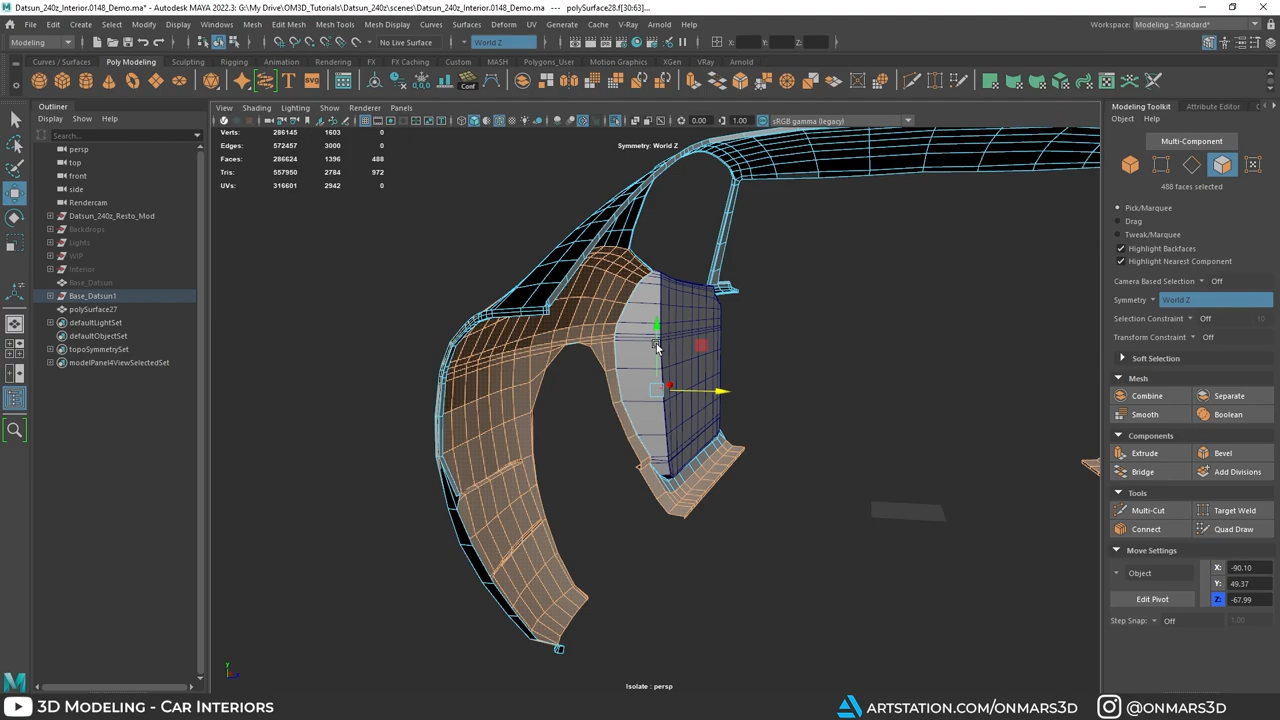 Datsun_240z_Interior.0148_Demo.ma* - Autodesk MAYA 2022.3: G:\My Drive\OM3D_Tutorials\Datsun_240z\scenes\Datsun_240z_Interior.0148_Demo.ma --- polySurface28.f[30:63]...
File Edit Create Select Modify Display Windows Mesh Edit Mesh Mesh Tools Mesh Display Curves Surfaces Deform UV Generate Cache V-Ray Arnold Help Workspace: Modeling - Standard*
Modeling No Live Surface World Z X: Y: Z:
Curves / Surfaces Poly Modeling Sculpting Rigging Animation Rendering FX FX Caching Custom MASH Polygons_User Motion Graphics XGen VRay Arnold
SVG Conf
Outliner
Display Show Help
Search...
persp
top
front
side
Rendercam
Datsun_240z_Resto_Mod
Backdrops
Lights
WIP
Interior
Base_Datsun
Base_Datsun1
polySurface27
defaultLightSet
defaultObjectSet
topoSymmetrySet
modelPanel4ViewSelectedSet
View Shading Lighting Show Renderer Panels
0.00 1.00 sRGB gamma (legacy)
Verts: 286145 1603 0
Edges: 572457 3000 0
Faces: 286624 1396 488
Tris: 557950 2784 972
UVs: 316601 2942 0
Symmetry: World Z
Isolate : persp
y
Modeling Toolkit Attribute Editor
Object Help
Multi-Component
488 faces selected
Pick/Marquee
Drag
Tweak/Marquee
Highlight Backfaces
Highlight Nearest Component
Camera Based Selection Off
Symmetry World Z
Selection Constraint Off 10
Transform Constraint Off
Soft Selection
Mesh
Combine Separate
Smooth Boolean
Components
Extrude Bevel
Bridge Add Divisions
Tools
Multi-Cut Target Weld
Connect Quad Draw
Move Settings
Object X: -90.10
Y: 49.37
Edit Pivot Z: -67.99
Step Snap: Off 1.00
3D Modeling - Car Interiors
ARTSTATION.COM/ONMARS3D
@ONMARS3D